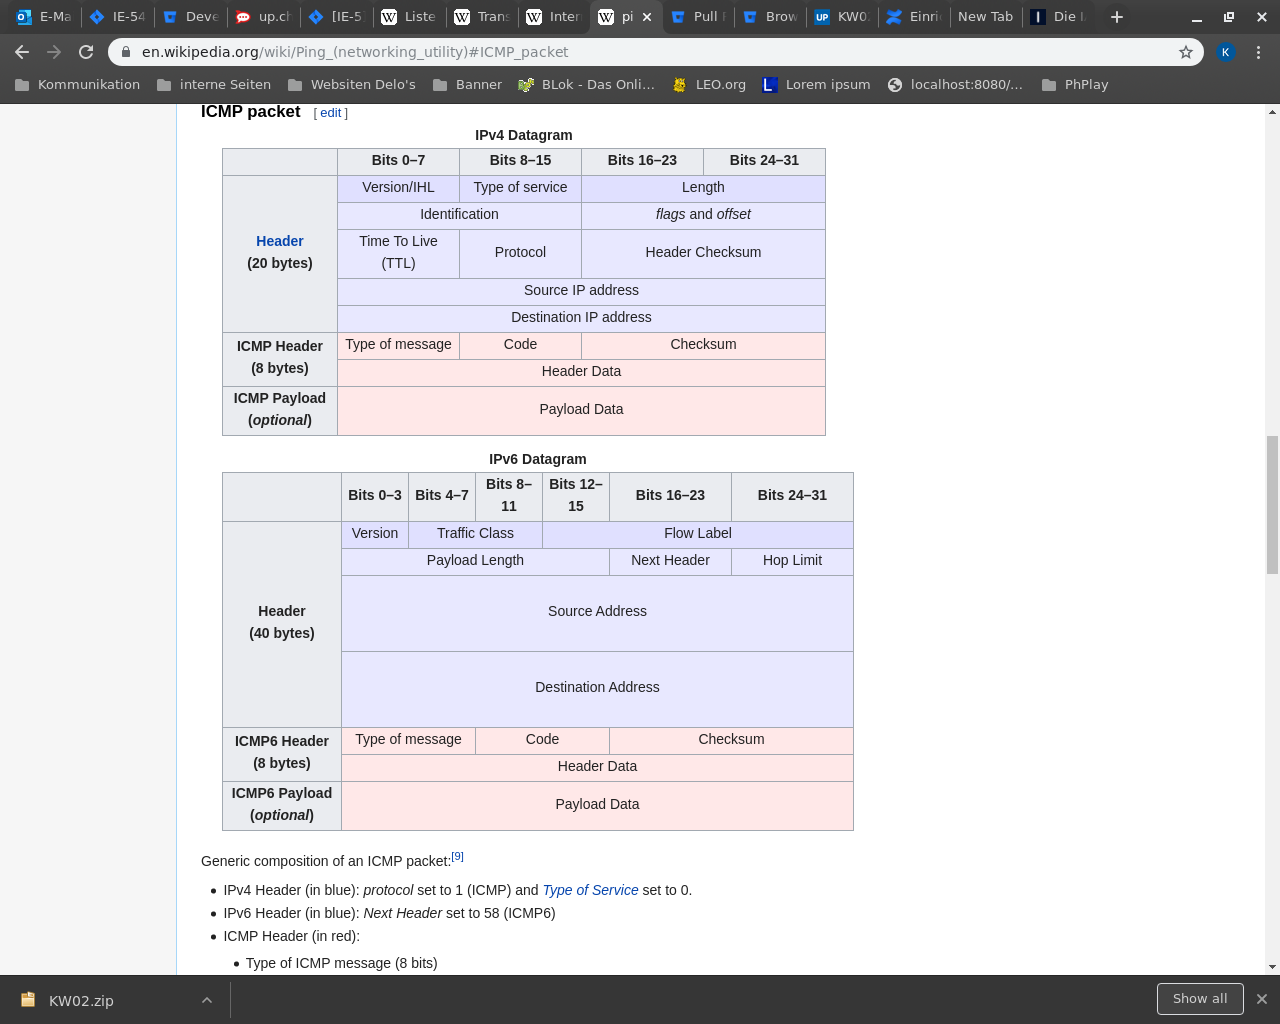 E-Ma
IE-54
Deve
up.ch
[IE-5
Liste
Trans
Inter
pi
Pull
Brow
KW0
Einri
New Tab
Die
en.wikipedia.org/wiki/Ping_(networking_utility)#ICMP_packet
K
Kommunikation
interne Seiten
Websiten Delo's
Banner
BLok - Das Onli...
LEO.org
Lorem ipsum
localhost:8080/...
PhPlay
ICMP packet [ edit ]
IPv4 Datagram
Bits 0–7 Bits 8–15 Bits 16–23 Bits 24–31
Header
(20 bytes)
Version/IHL Type of service Length
Identification flags and offset
Time To Live
(TTL)
Protocol Header Checksum
Source IP address
Destination IP address
ICMP Header
(8 bytes)
Type of message Code Checksum
Header Data
ICMP Payload
(optional)
Payload Data
IPv6 Datagram
Bits 0–3 Bits 4–7 Bits 8–
11
Bits 12–
15
Bits 16–23 Bits 24–31
Header
(40 bytes)
Version Traffic Class Flow Label
Payload Length Next Header Hop Limit
Source Address
Destination Address
ICMP6 Header
(8 bytes)
Type of message Code Checksum
Header Data
ICMP6 Payload
(optional)
Payload Data
Generic composition of an ICMP packet:[9]
• IPv4 Header (in blue): protocol set to 1 (ICMP) and Type of Service set to 0.
• IPv6 Header (in blue): Next Header set to 58 (ICMP6)
• ICMP Header (in red):
• Type of ICMP message (8 bits)
KW02.zip
Show all